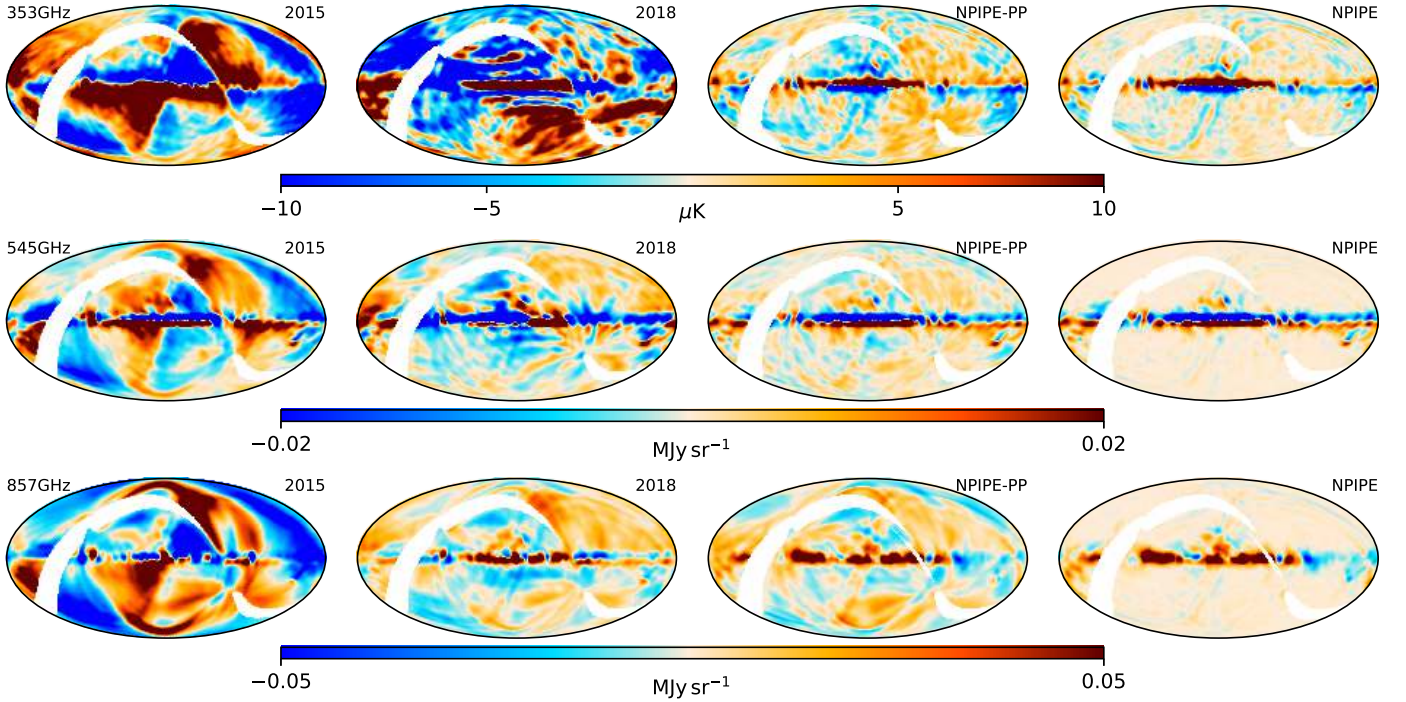 353GHz 2015 2018 NPIPE-PP NPIPE
−10 −5 μK 5 10
545GHz 2015 2018 NPIPE-PP NPIPE
−0.02 MJy sr⁻¹ 0.02
857GHz 2015 2018 NPIPE-PP NPIPE
−0.05 MJy sr⁻¹ 0.05